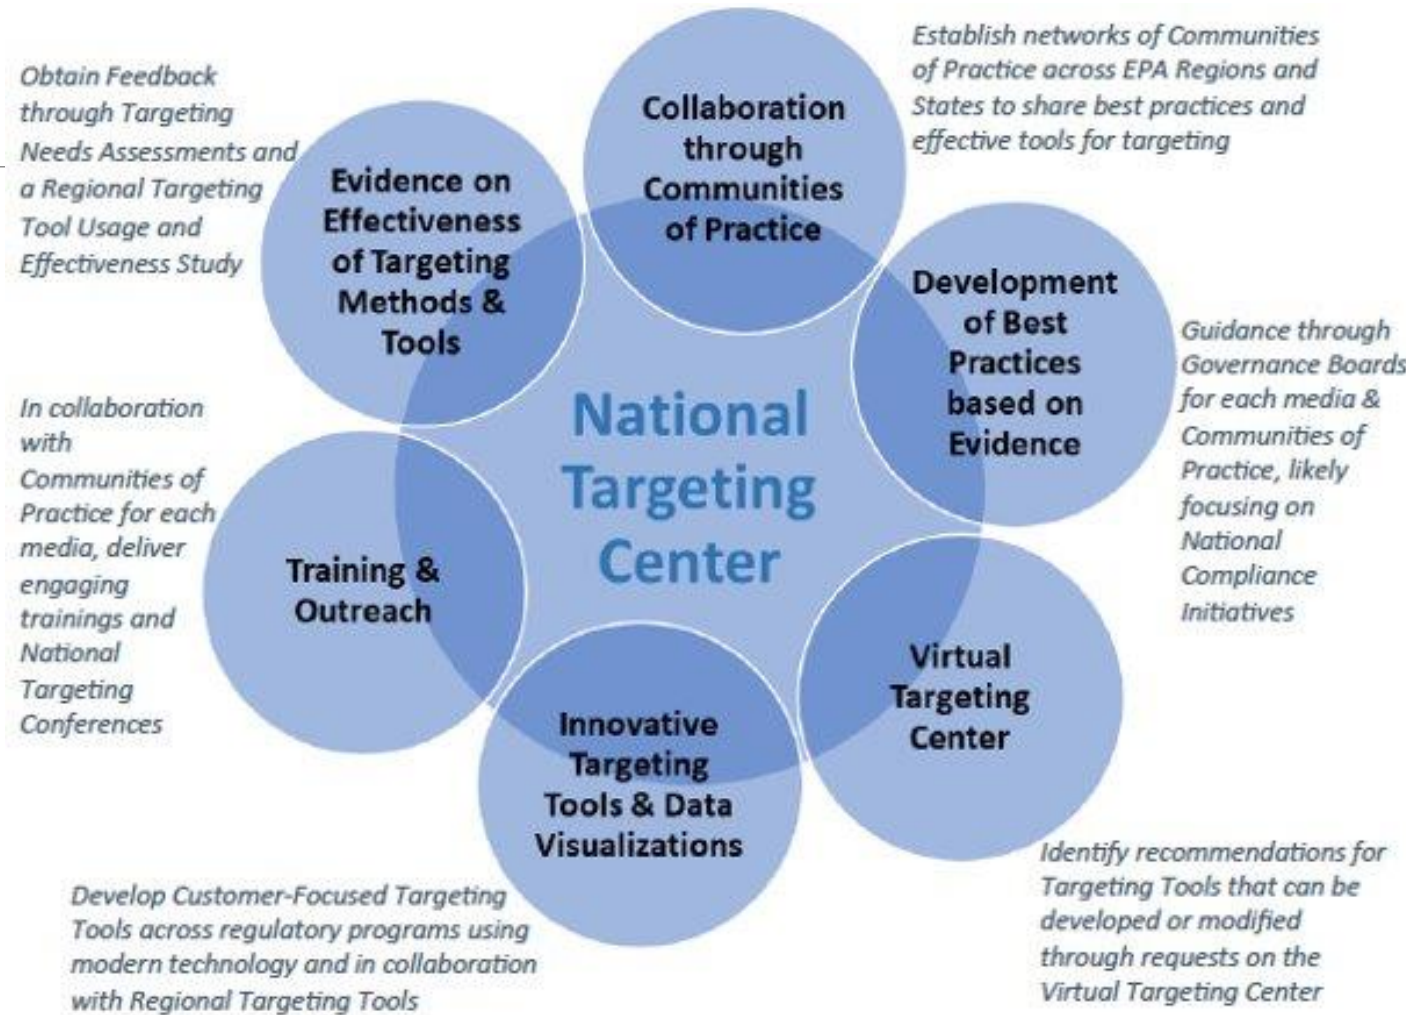 Establish networks of Communities
of Practice across EPA Regions and
States to share best practices and
effective tools for targeting
Collaboration
through
Communities
of Practice
Obtain Feedback
through Targeting
Needs Assessments and
a Regional Targeting
Tool Usage and
Effectiveness Study
Evidence on
Effectiveness
of Targeting
Methods &
Tools
Development
of Best
Practices
based on
Evidence
Guidance through
Governance Boards
for each media &
Communities of
Practice, likely
focusing on
National
Compliance
Initiatives
National
Targeting
Center
In collaboration
with
Communities of
Practice for each
media, deliver
engaging
trainings and
National
Targeting
Conferences
Training &
Outreach
Virtual
Targeting
Center
Innovative
Targeting
Tools & Data
Visualizations
Identify recommendations for
Targeting Tools that can be
developed or modified
through requests on the
Virtual Targeting Center
Develop Customer-Focused Targeting
Tools across regulatory programs using
modern technology and in collaboration
with Regional Targeting Tools